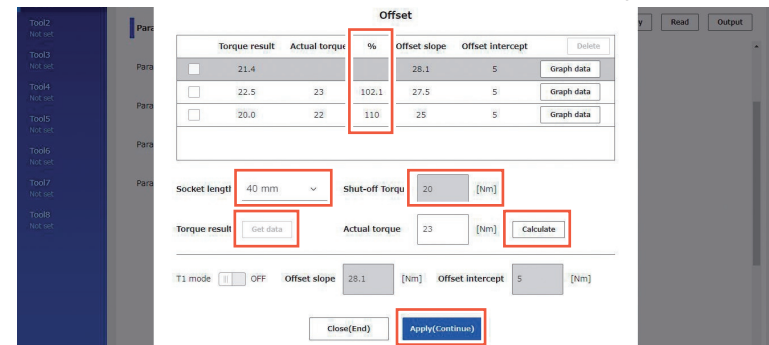 Offset
Tool2
Not set
Para
y Read Output
Torque result Actual torque % Offset slope Offset intercept Delete
Tool3
Not set
Para
21.4 28.1 5 Graph data
Tool4
Not set
22.5 23 102.1 27.5 5 Graph data
Para
Tool5
Not set
20.0 22 110 25 5 Graph data
Tool6
Not set
Para
Tool7
Not set
Para
Socket length 40 mm Shut-off Torqu 20 [Nm]
Tool8
Not set
Torque result Get data Actual torque 23 [Nm] Calculate
T1 mode OFF Offset slope 28.1 [Nm] Offset intercept 5 [Nm]
Close(End) Apply(Continue)